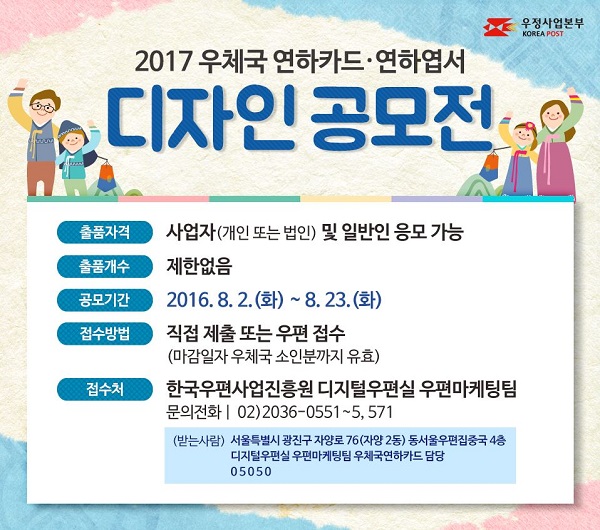 우정사업본부
KOREA POST
2017 우체국 연하카드·연하엽서
디자인 공모전
출품자격 사업자(개인 또는 법인) 및 일반인 응모 가능
출품개수 제한없음
공모기간 2016. 8. 2.(화) ~ 8. 23.(화)
접수방법 직접 제출 또는 우편 접수
(마감일자 우체국 소인분까지 유효)
접수처 한국우편사업진흥원 디지털우편실 우편마케팅팀
문의전화ㅣ 02)2036-0551~5, 571
(받는사람) 서울특별시 광진구 자양로 76(자양 2동) 동서울우편집중국 4층
디지털우편실 우편마케팅팀 우체국연하카드 담당
05050